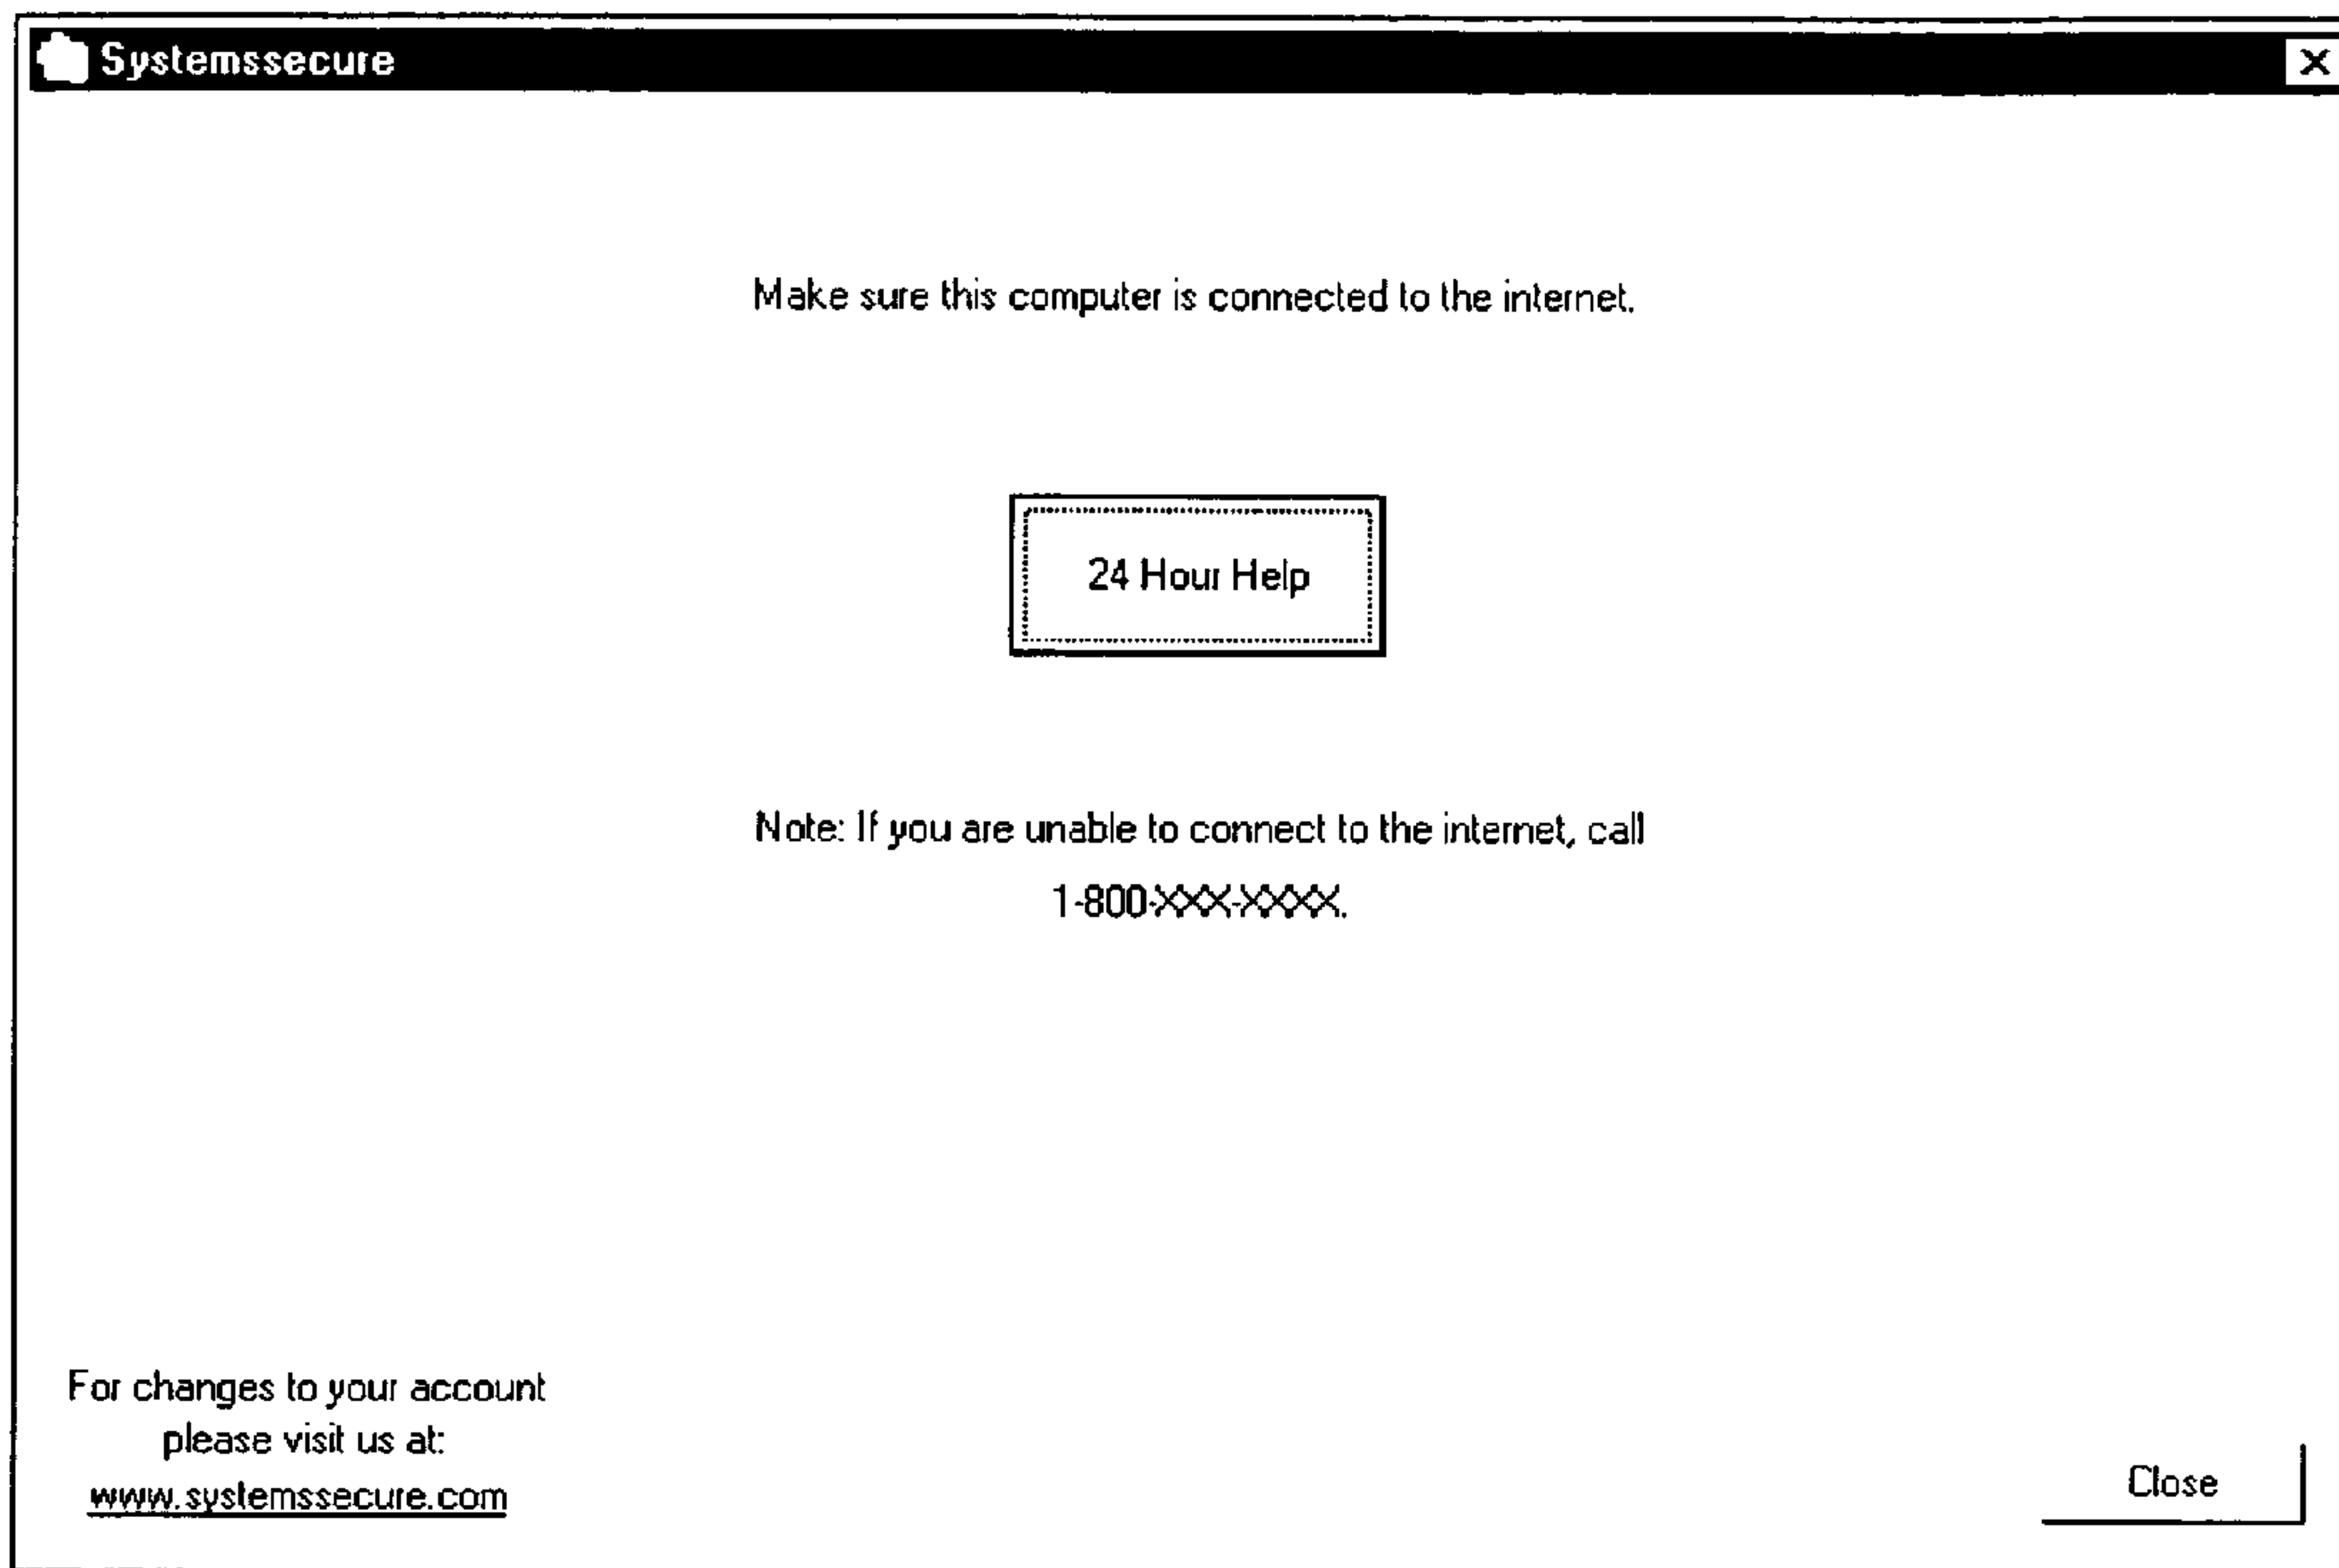 Systemssecure
Make sure this computer is connected to the internet.
24 Hour Help
Note: If you are unable to connect to the internet, call
1-800-XXX-XXXX.
For changes to your account
please visit us at:
www.systemssecure.com
Close